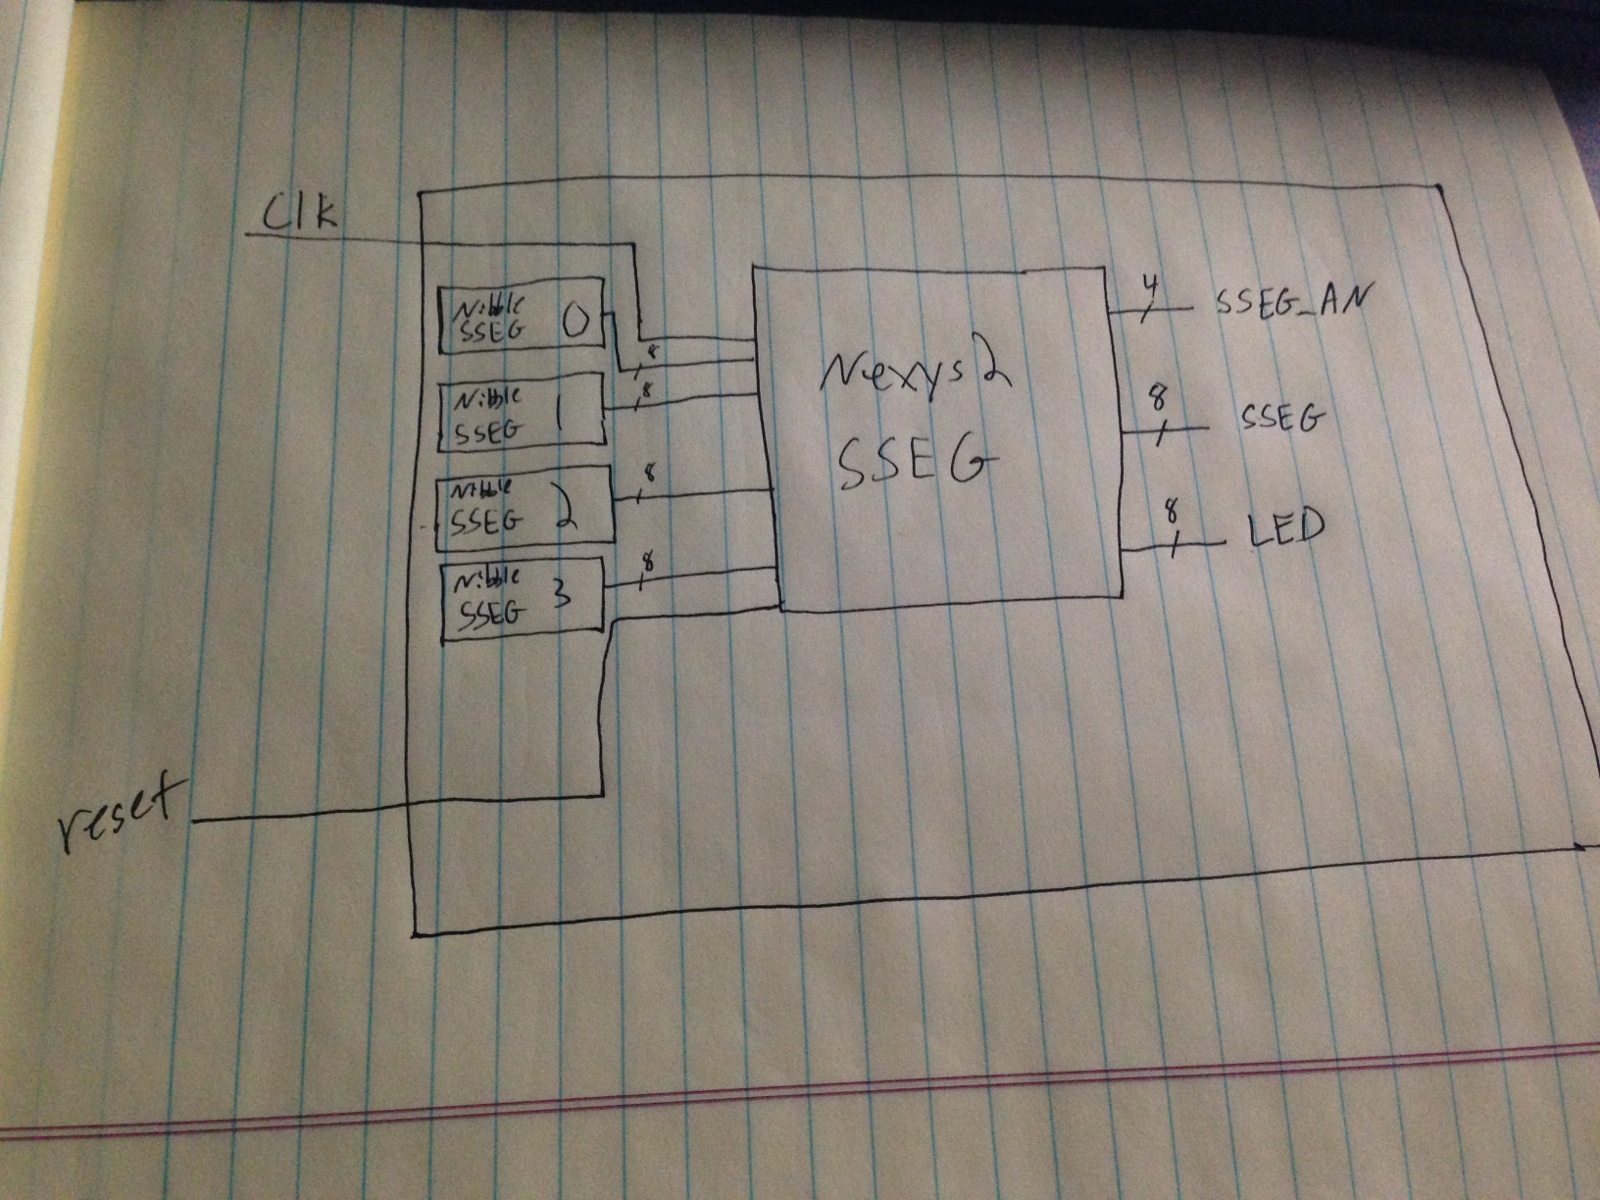 Clk
Nibble
SSEG 0
8
Nibble
SSEG 1
8
Nibble
SSEG 2
8
Nibble
SSEG 3
8
Nexys2
SSEG
4 SSEG_AN
8 SSEG
8 LED
reset